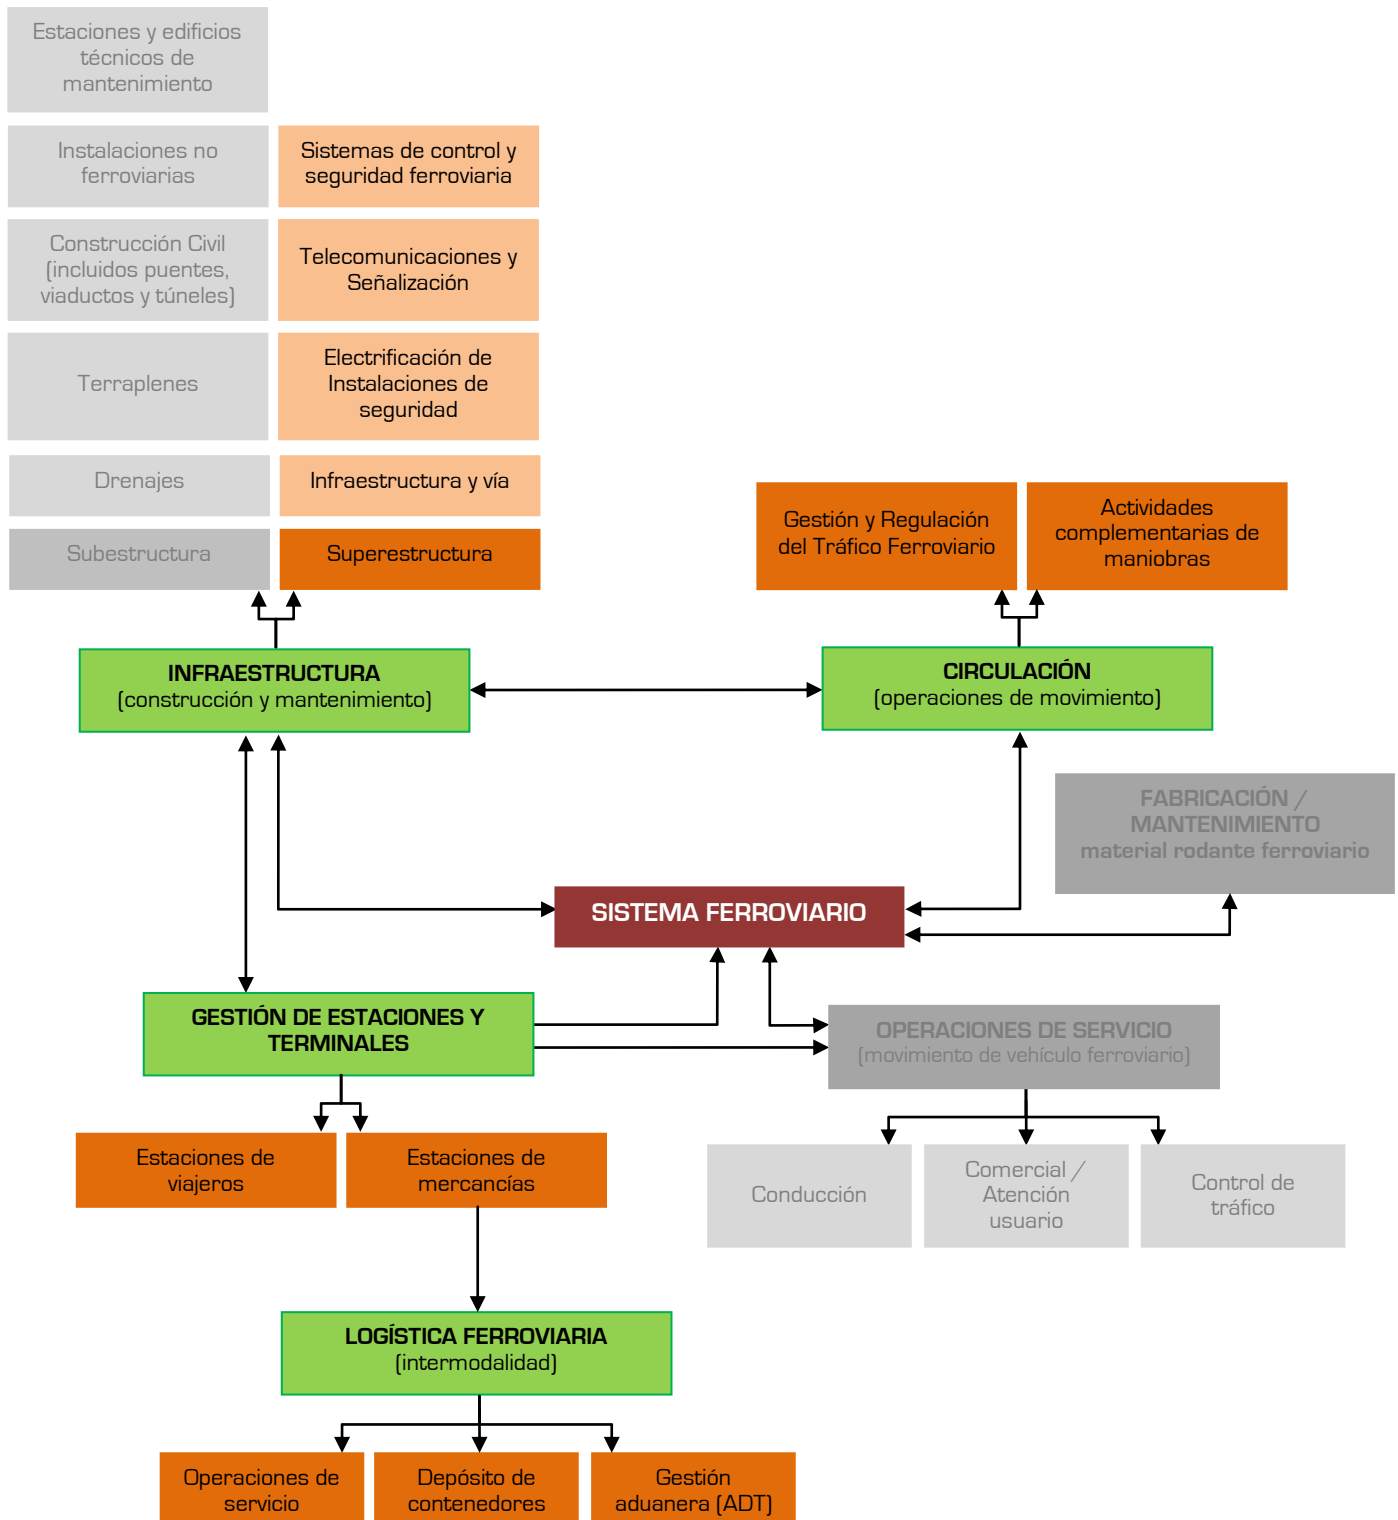 Estaciones y edificios
técnicos de
mantenimiento
Instalaciones no
ferroviarias
Sistemas de control y
seguridad ferroviaria
Construcción Civil
(incluidos puentes,
viaductos y túneles)
Telecomunicaciones y
Señalización
Terraplenes
Electrificación de
Instalaciones de
seguridad
Drenajes
Infraestructura y vía
Subestructura
Superestructura
Gestión y Regulación
del Tráfico Ferroviario
Actividades
complementarias de
maniobras
INFRAESTRUCTURA
(construcción y mantenimiento)
CIRCULACIÓN
(operaciones de movimiento)
FABRICACIÓN /
MANTENIMIENTO
material rodante ferroviario
SISTEMA FERROVIARIO
GESTIÓN DE ESTACIONES Y
TERMINALES
OPERACIONES DE SERVICIO
(movimiento de vehículo ferroviario)
Estaciones de
viajeros
Estaciones de
mercancías
Conducción
Comercial /
Atención
usuario
Control de
tráfico
LOGÍSTICA FERROVIARIA
(intermodalidad)
Operaciones de
servicio
Depósito de
contenedores
Gestión
aduanera (ADT)